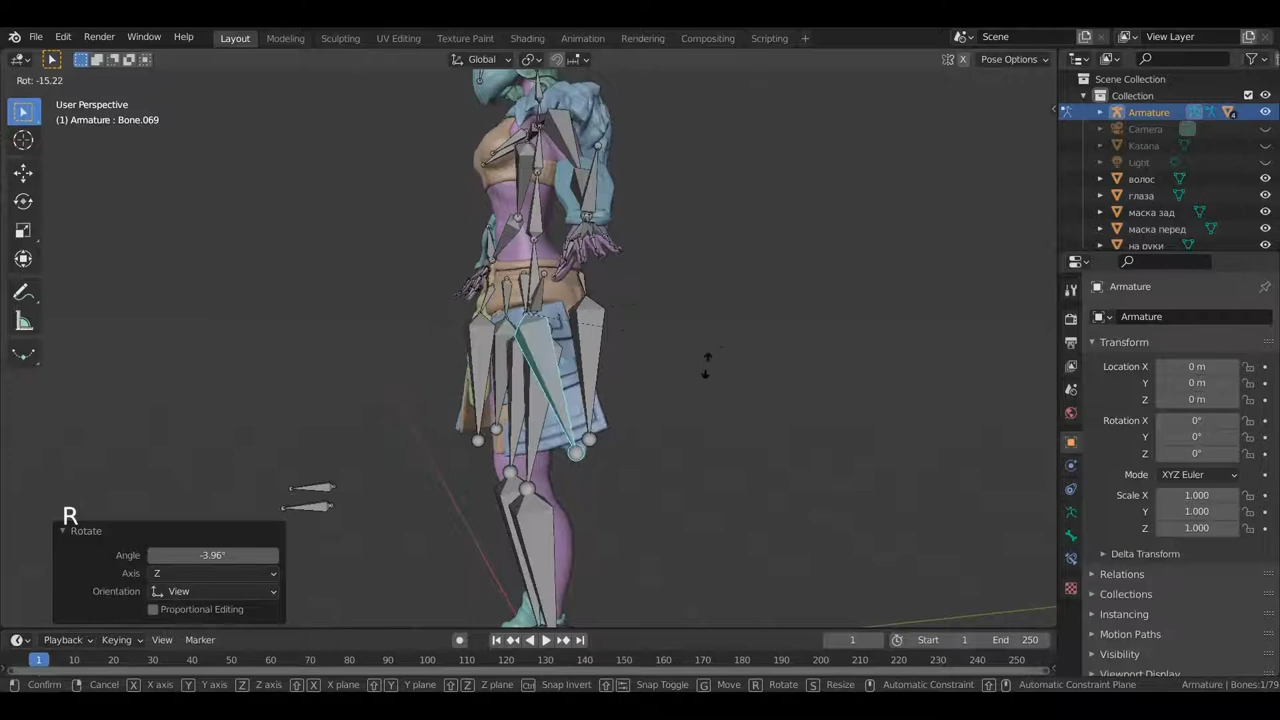 File Edit Render Window Help Layout Modeling Sculpting UV Editing Texture Paint Shading Animation Rendering Compositing Scripting + Scene View Layer
Global X Pose Options
Rot: -15.22
User Perspective
(1) Armature : Bone.069
Scene Collection
Collection
Armature
Camera
Katana
Light
волос
глаза
маска зад
маска перед
на руки
Armature
Armature
Transform
Location X 0 m
Y 0 m
Z 0 m
Rotation X 0°
Y 0°
Z 0°
Mode XYZ Euler
Scale X 1.000
Y 1.000
Z 1.000
Delta Transform
Relations
Collections
Instancing
Motion Paths
Visibility
Viewport Display
R
Rotate
Angle -3.96°
Axis Z
Orientation View
Proportional Editing
Playback Keying View Marker 1 Start 1 End 250
1 10 20 30 40 50 60 70 80 90 100 110 120 130 140 150 160 170 180 190 200 210 220 230 240 250
Confirm Cancel X X axis Y Y axis Z Z axis X X plane Y Y plane Z Z plane Ctrl Snap Invert Snap Toggle G Move R Rotate S Resize Automatic Constraint Automatic Constraint Plane Armature | Bones:1/79